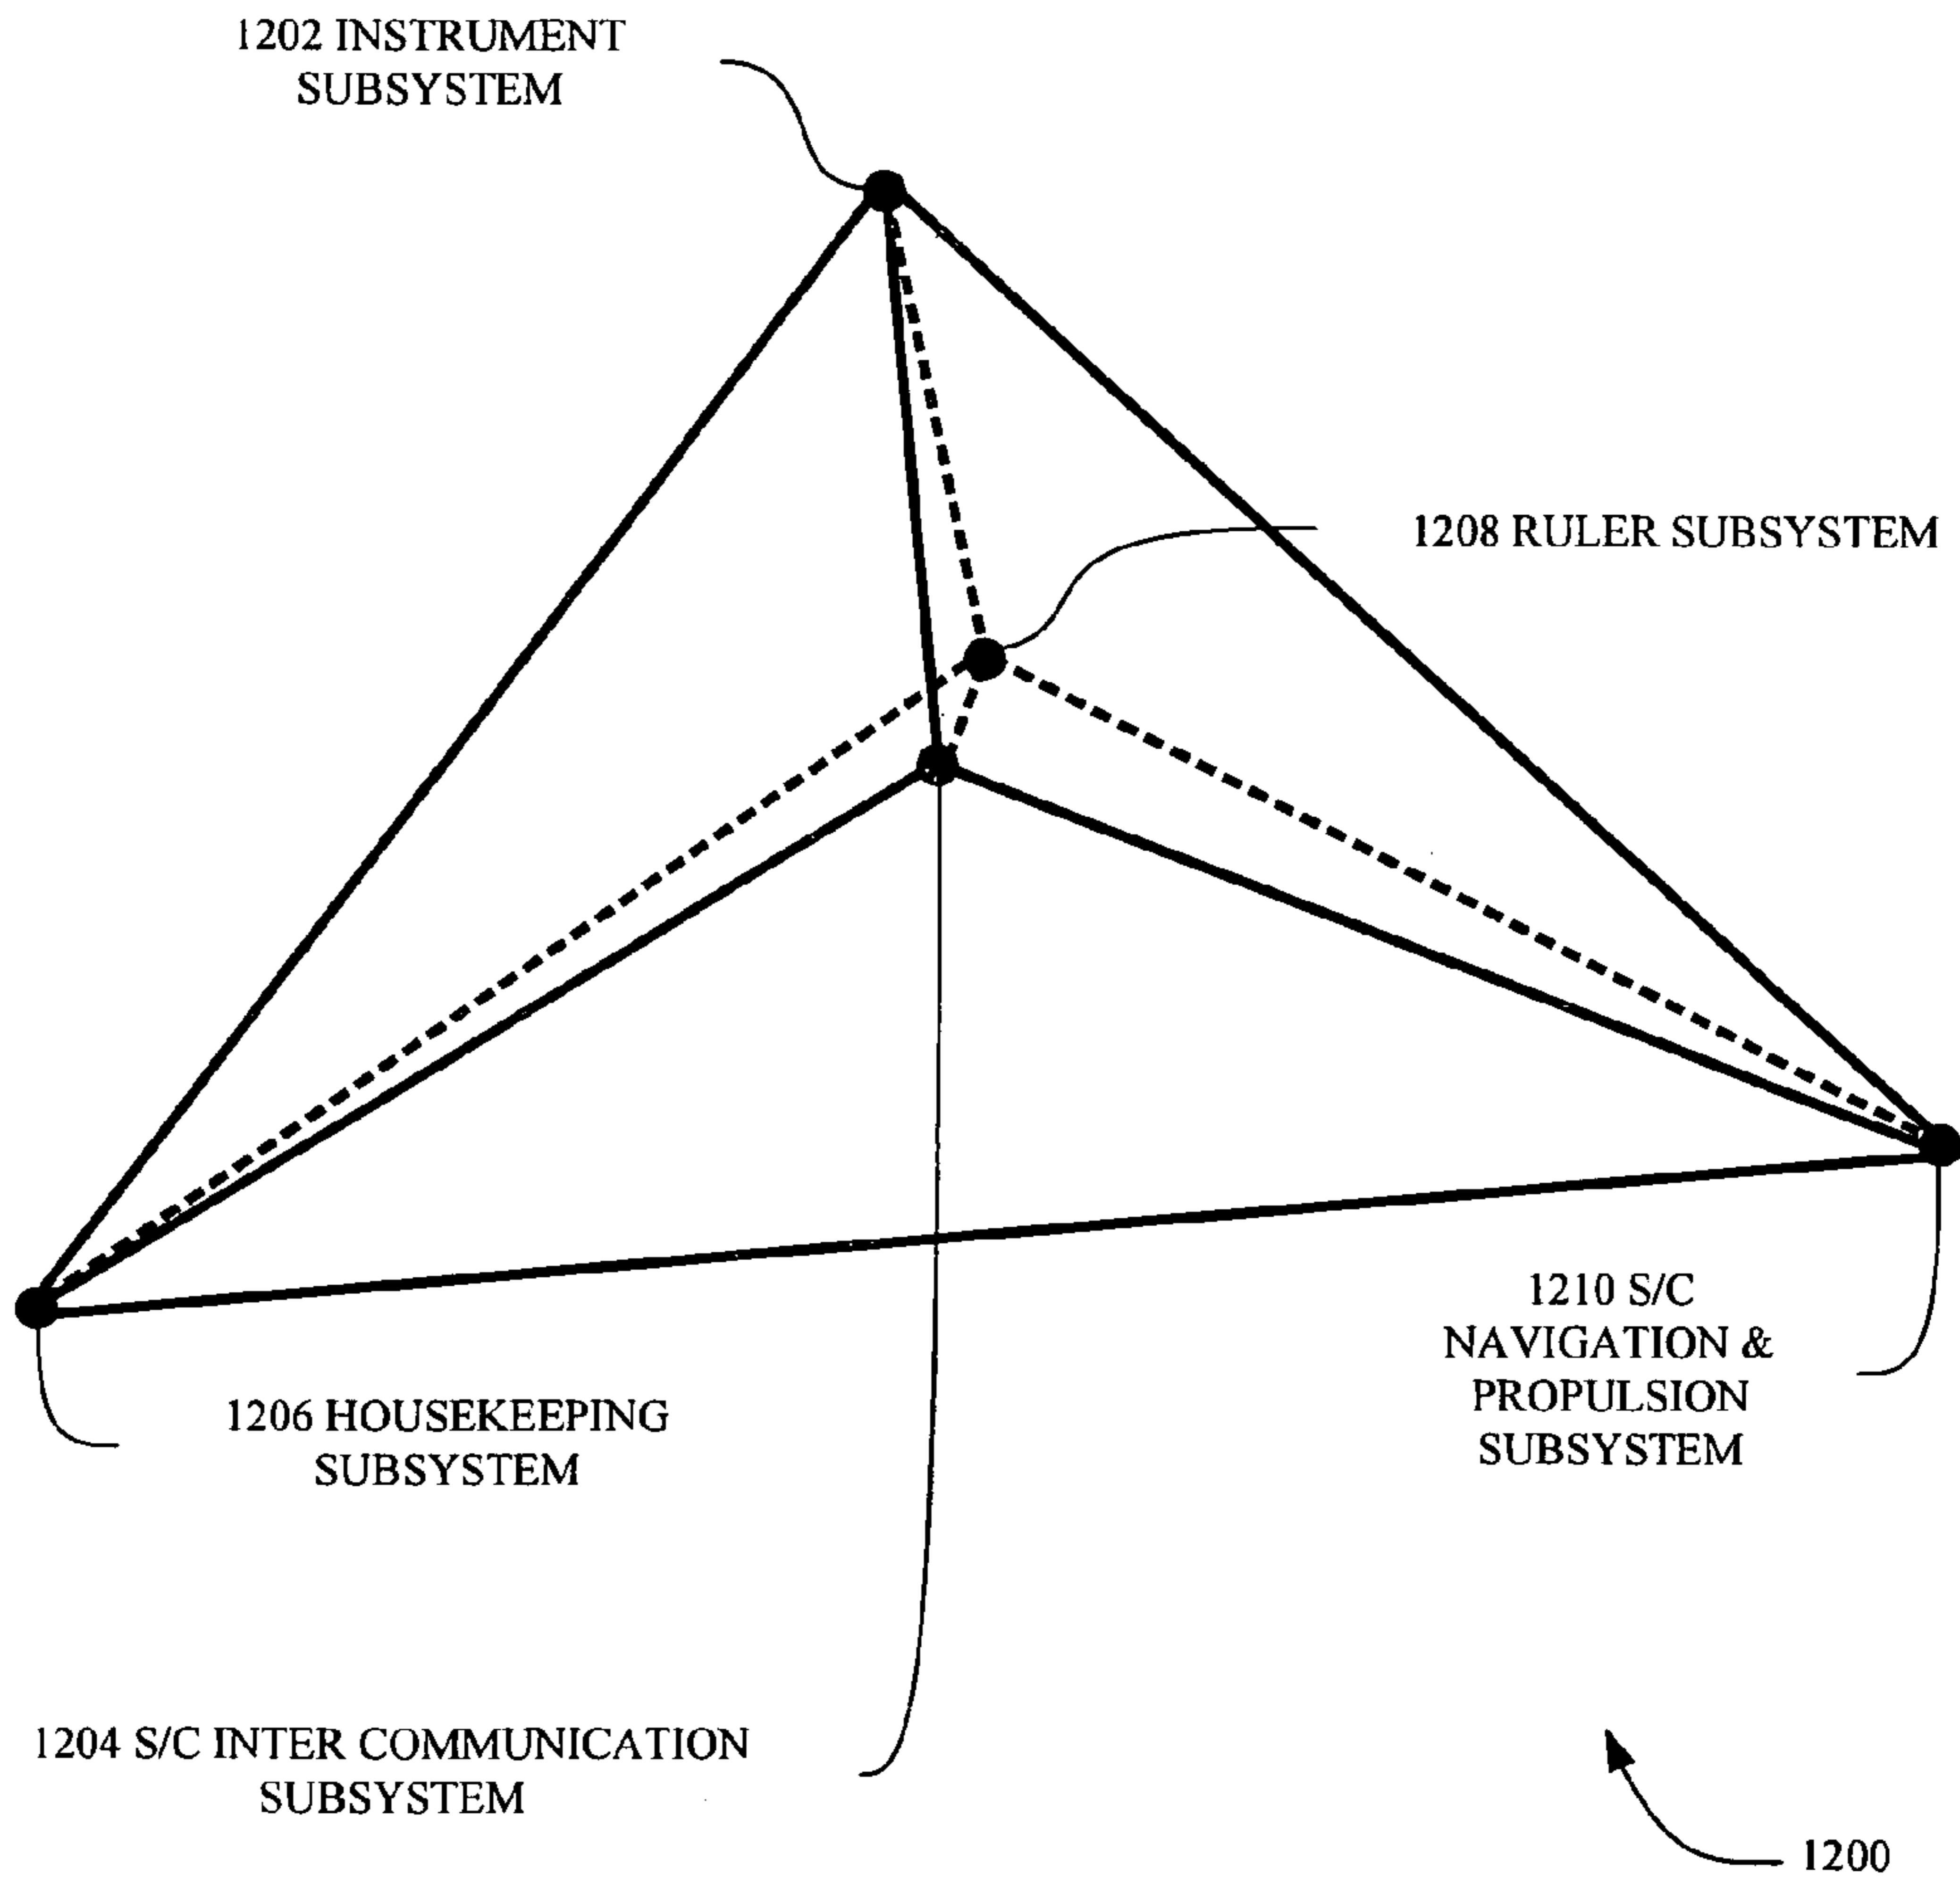 1202 INSTRUMENT
SUBSYSTEM
1208 RULER SUBSYSTEM
1210 S/C
NAVIGATION &
PROPULSION
SUBSYSTEM
1206 HOUSEKEEPING
SUBSYSTEM
1204 S/C INTER COMMUNICATION
SUBSYSTEM
1200